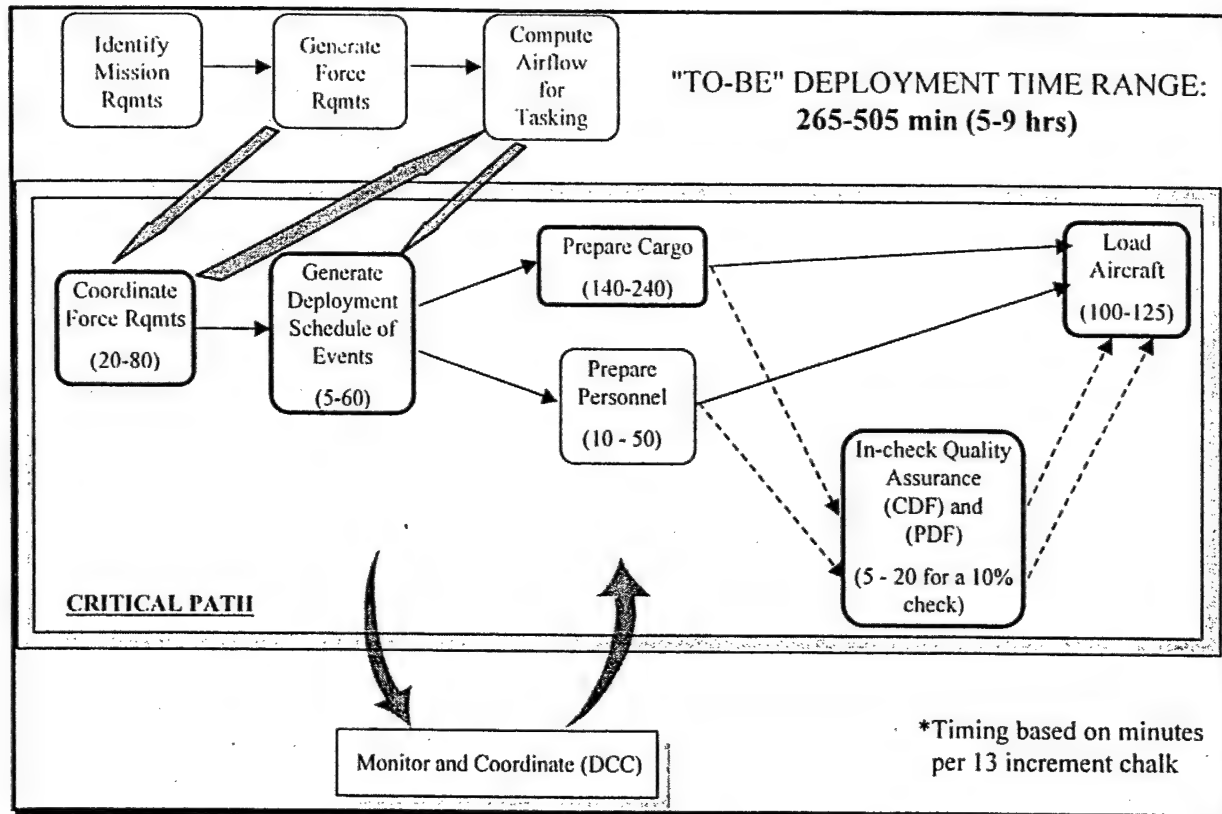 Identify
Mission
Rqmts
Generate
Force
Rqmts
Compute
Airflow
for
Tasking
"TO-BE" DEPLOYMENT TIME RANGE:
265-505 min (5-9 hrs)
Coordinate
Force Rqmts
(20-80)
Generate
Deployment
Schedule of
Events
(5-60)
Prepare Cargo
(140-240)
Prepare
Personnel
(10 - 50)
Load
Aircraft
(100-125)
In-check Quality
Assurance
(CDF) and
(PDF)
(5 - 20 for a 10%
check)
CRITICAL PATH
Monitor and Coordinate (DCC)
*Timing based on minutes
per 13 increment chalk